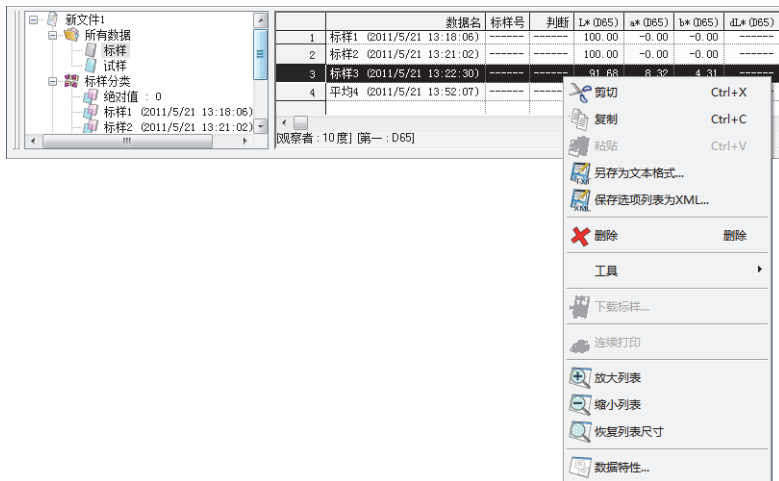 新文件1
所有数据
标样
试样
标样分类
绝对值 : 0
标样1 (2011/5/21 13:18:06)
标样2 (2011/5/21 13:21:02)
数据名 标样号 判断 L* (D65) a* (D65) b* (D65) dL* (D65)
1 标样1 (2011/5/21 13:18:06) ------ ------ 100.00 -0.00 -0.00 ------
2 标样2 (2011/5/21 13:21:02) ------ ------ 100.00 -0.00 -0.00 ------
3 标样3 (2011/5/21 13:22:30) ------ ------ 91.68 8.32 4.31 ------
4 平均4 (2011/5/21 13:52:07) ------ ------
[观察者 : 10度] [第一 : D65]
剪切 Ctrl+X
复制 Ctrl+C
粘贴 Ctrl+V
另存为文本格式...
保存选项列表为XML...
删除 删除
工具
下载标样...
连续打印
放大列表
缩小列表
恢复列表尺寸
数据特性...